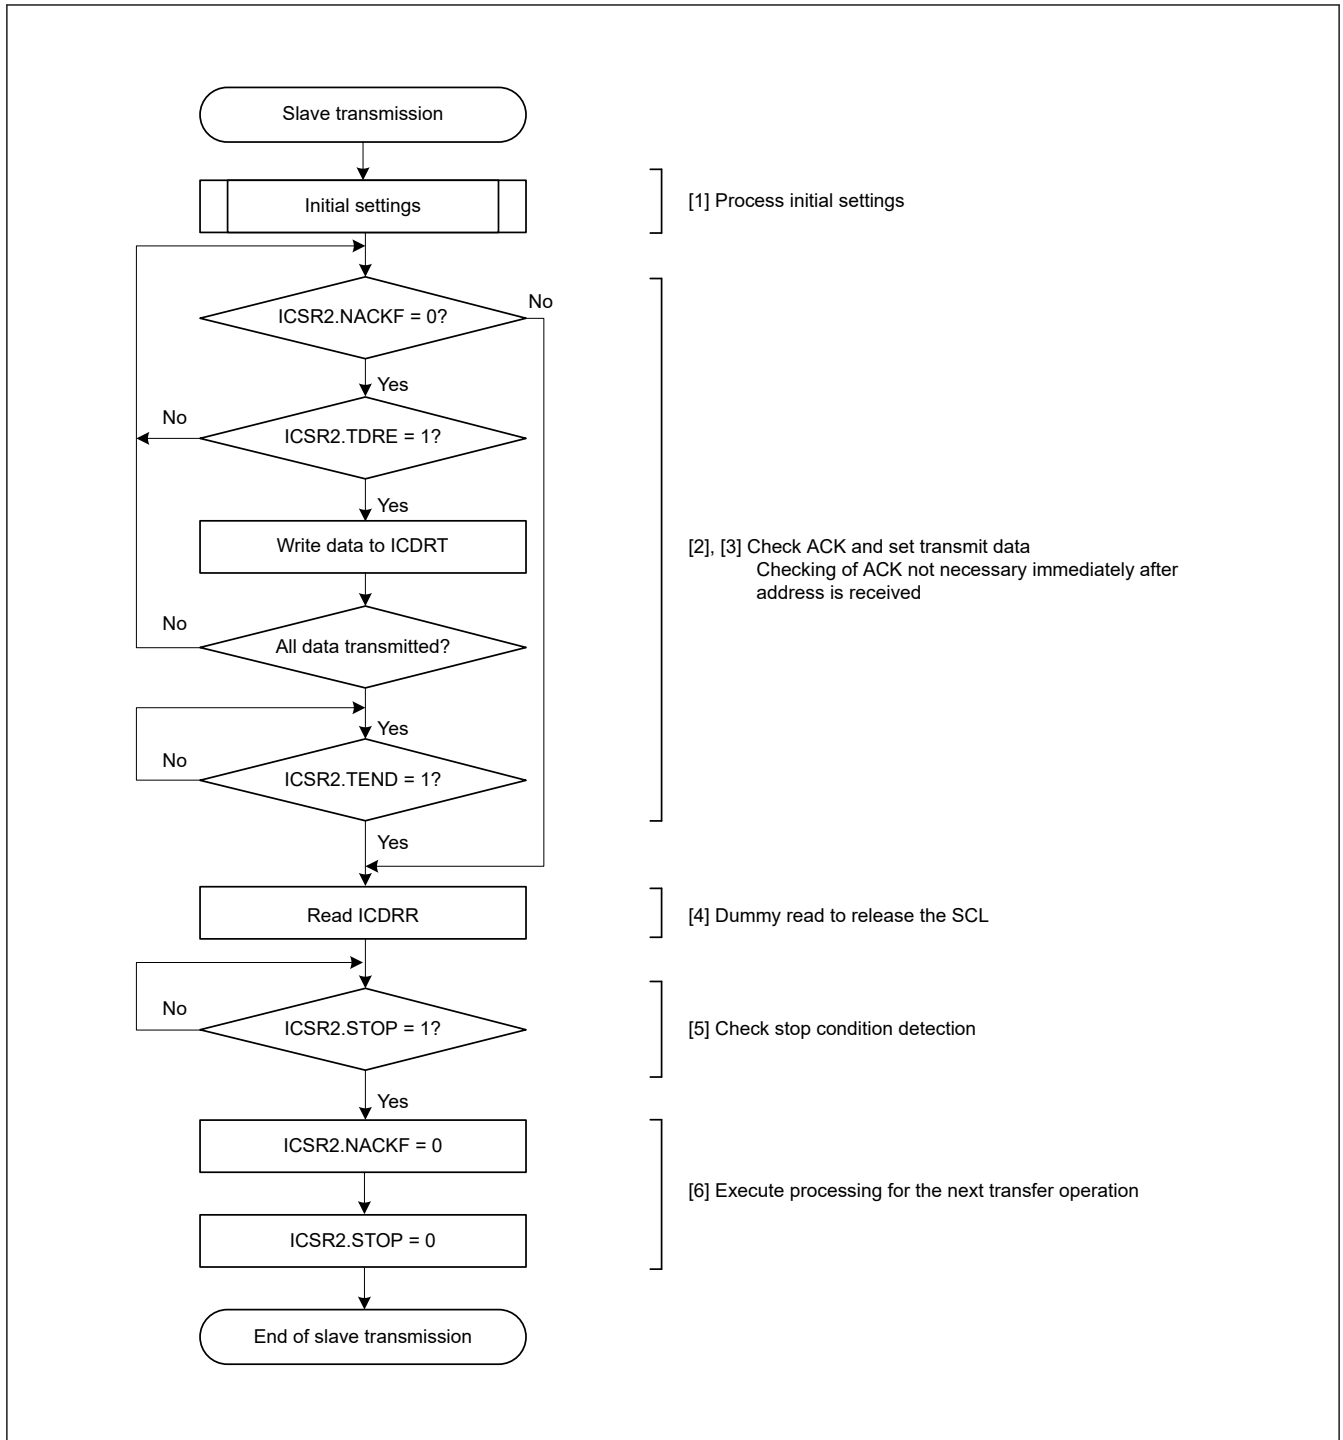 Slave transmission
Initial settings
[1] Process initial settings
ICSR2.NACKF = 0?
No
Yes
ICSR2.TDRE = 1?
No
Yes
Write data to ICDRT
[2], [3] Check ACK and set transmit data
Checking of ACK not necessary immediately after
address is received
All data transmitted?
No
Yes
ICSR2.TEND = 1?
No
Yes
Read ICDRR
[4] Dummy read to release the SCL
ICSR2.STOP = 1?
No
[5] Check stop condition detection
Yes
ICSR2.NACKF = 0
[6] Execute processing for the next transfer operation
ICSR2.STOP = 0
End of slave transmission